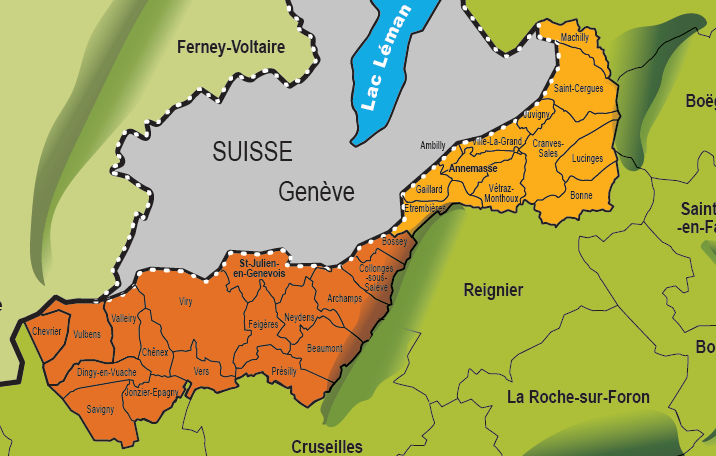 Ferney-Voltaire
Lac Léman
Machilly
Saint-Cergues
Boëg
Juvigny
SUISSE
Ambilly
Ville-La-Grand
Cranves-
Sales
Lucinges
Annemasse
Genève
Gaillard
Vétraz-
Monthoux
Bonne
Etrembières
Saint
-en-Fa
Bossey
St-Julien-
en-Genevois
Collonges
-sous-
Salève
Reignier
Viry
Archamps
Valleiry
Neydens
Feigères
Chevrier
Vulbens
Chênex
Beaumont
Bo
Dingy-en-Vuache
Vers
Présilly
Jonzier-Epagny
La Roche-sur-Foron
Savigny
Cruseilles